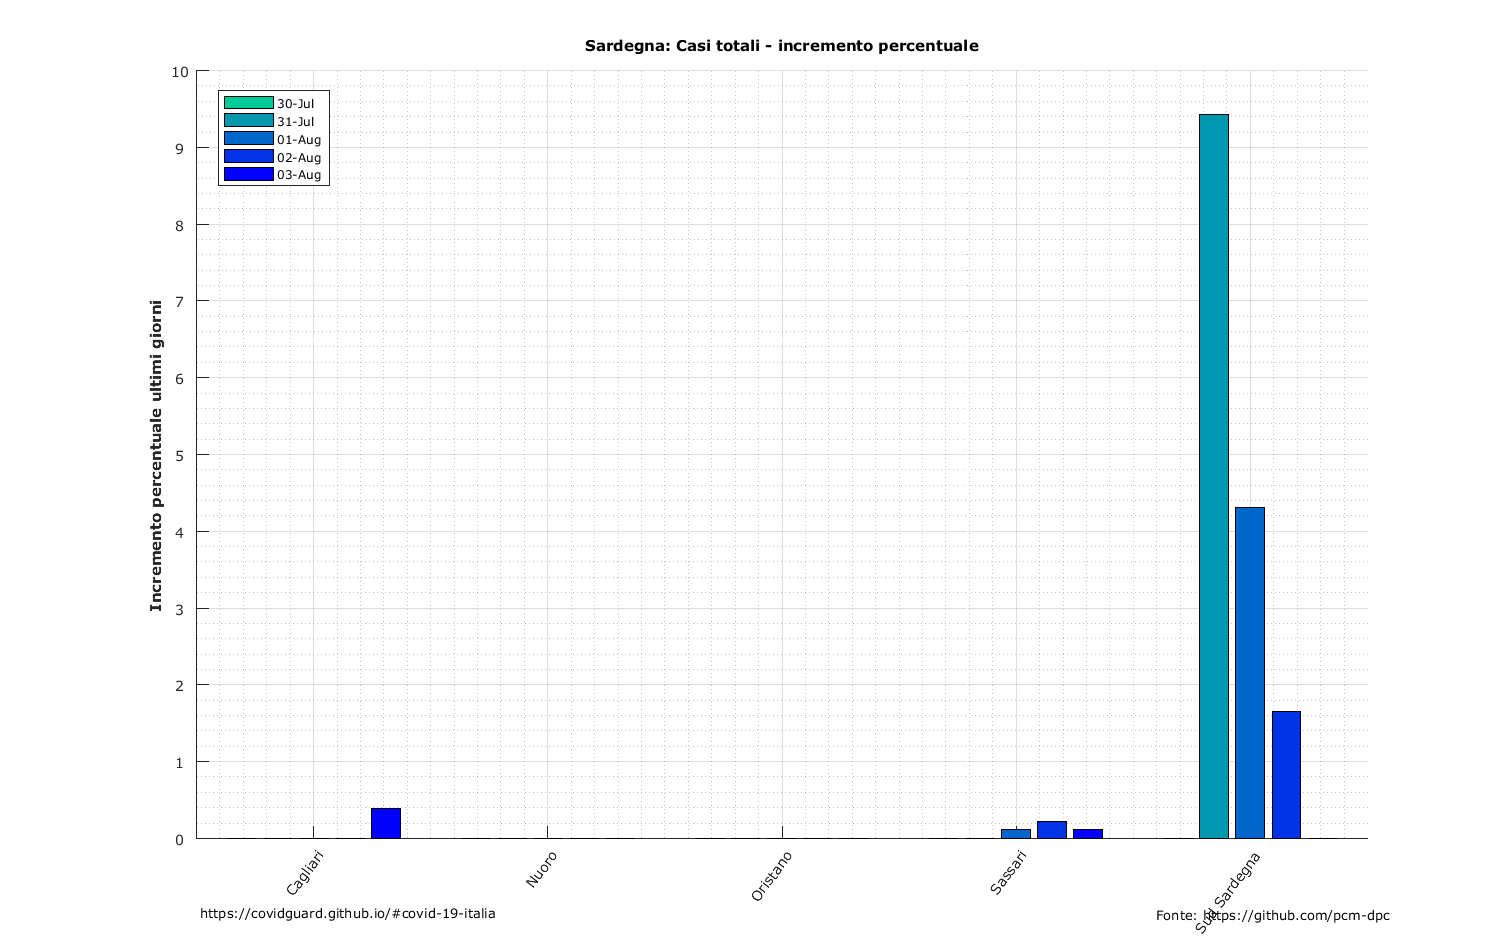 Sardegna: Casi totali - incremento percentuale
10
9
8
7
6
5
4
3
2
1
0
Incremento percentuale ultimi giorni
30-Jul
31-Jul
01-Aug
02-Aug
03-Aug
Cagliari
Nuoro
Oristano
Sassari
Sud Sardegna
https://covidguard.github.io/#covid-19-italia
Fonte: https://github.com/pcm-dpc